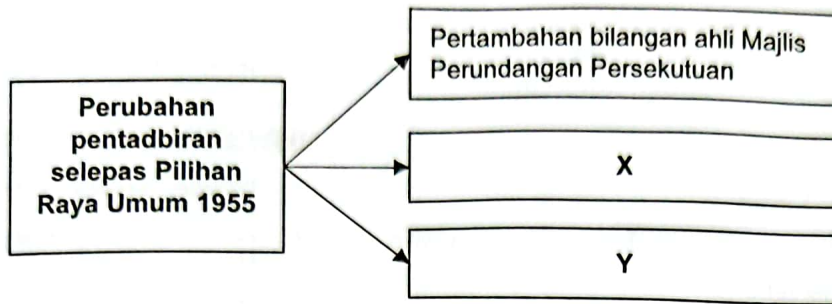 Perubahan
pentadbiran
selepas Pilihan
Raya Umum 1955
Pertambahan bilangan ahli Majlis
Perundangan Persekutuan
X
Y